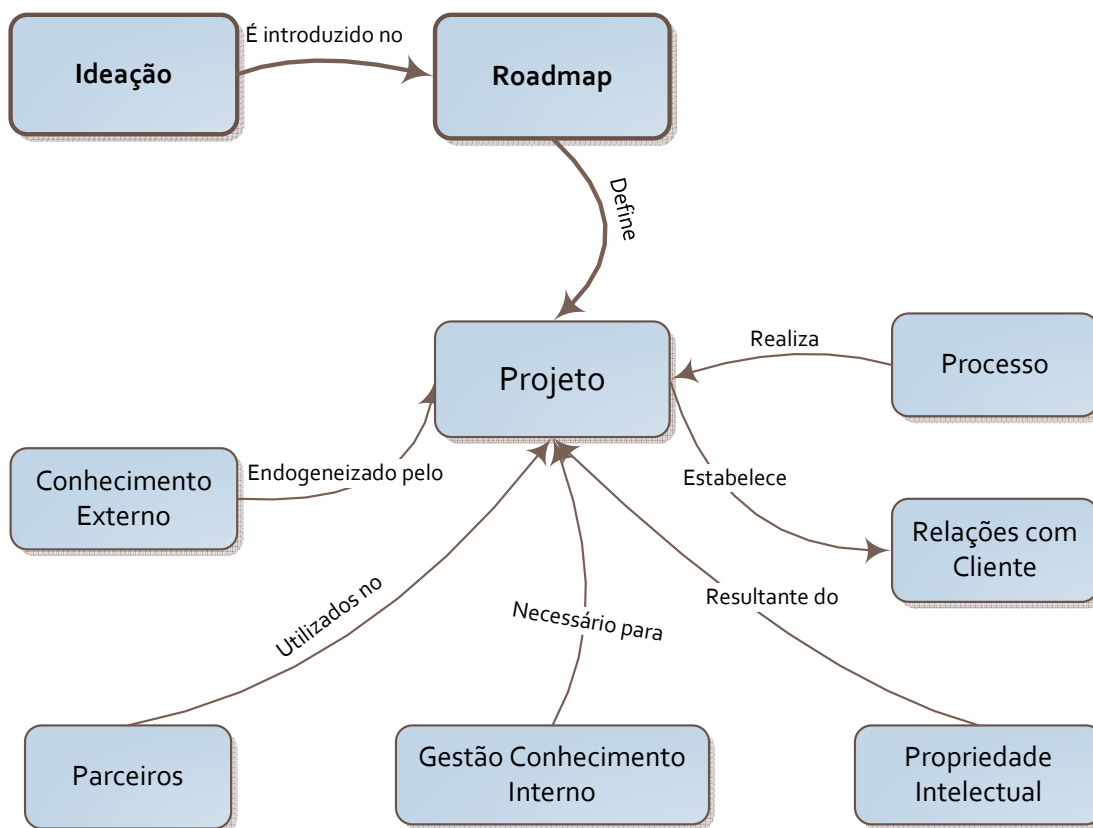 É introduzido no
Ideação
Roadmap
Define
Projeto
Realiza
Processo
Conhecimento
Externo
Endogeneizado pelo
Estabelece
Relações com
Cliente
Utilizados no
Necessário para
Resultante do
Parceiros
Gestão Conhecimento
Interno
Propriedade
Intelectual